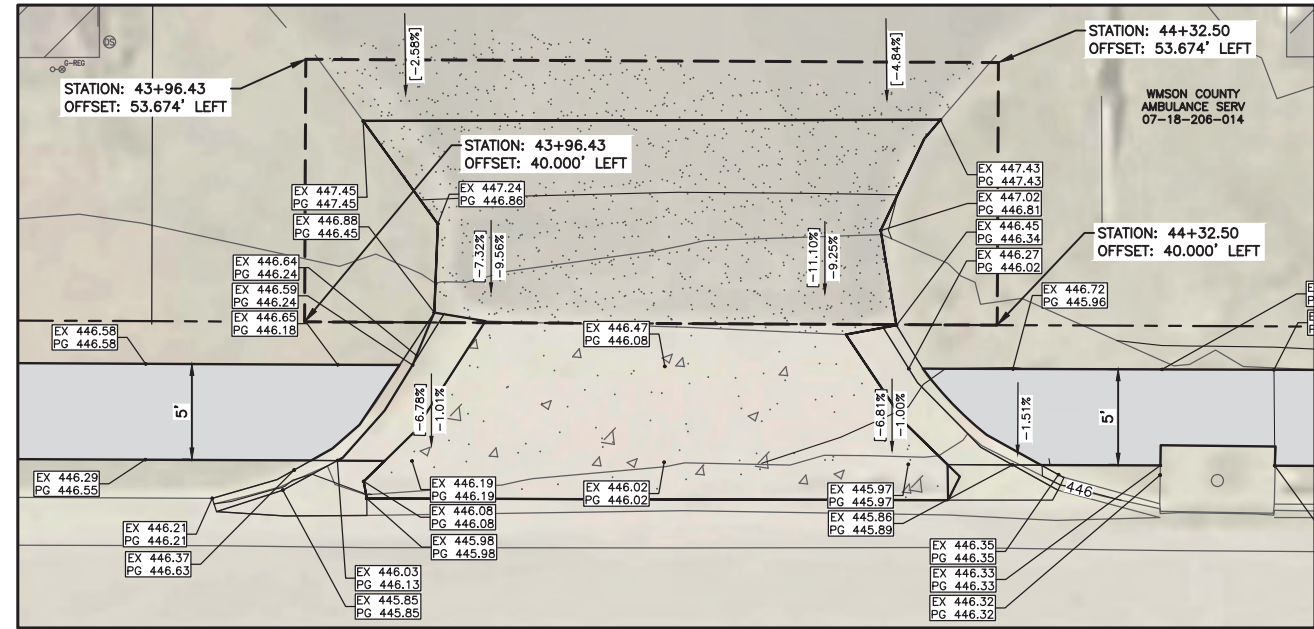 DS
G-REG
[-2.58%]
[-4.84%]
STATION: 44+32.50
OFFSET: 53.674' LEFT
STATION: 43+96.43
OFFSET: 53.674' LEFT
WMSON COUNTY
AMBULANCE SERV
07-18-206-014
STATION: 43+96.43
OFFSET: 40.000' LEFT
EX 447.45
PG 447.45
EX 447.24
PG 446.86
EX 447.43
PG 447.43
EX 447.02
PG 446.81
EX 446.88
PG 446.45
EX 446.45
PG 446.34
STATION: 44+32.50
OFFSET: 40.000' LEFT
[-7.32%]
-9.56%
[-11.10%]
-9.25%
EX 446.64
PG 446.24
EX 446.27
PG 446.02
EX 446.59
PG 446.24
EX 446.72
PG 445.96
EX 446.65
PG 446.18
EX 446.58
PG 446.58
EX 446.47
PG 446.08
5'
[-6.78%]
-1.01%
[-6.81%]
-1.00%
-1.51%
5'
EX 446.29
PG 446.55
EX 446.19
PG 446.19
EX 446.02
PG 446.02
EX 445.97
PG 445.97
446
EX 446.08
PG 446.08
EX 445.86
PG 445.89
EX 446.21
PG 446.21
EX 445.98
PG 445.98
EX 446.35
PG 446.35
EX 446.37
PG 446.63
EX 446.03
PG 446.13
EX 446.33
PG 446.33
EX 445.85
PG 445.85
EX 446.32
PG 446.32